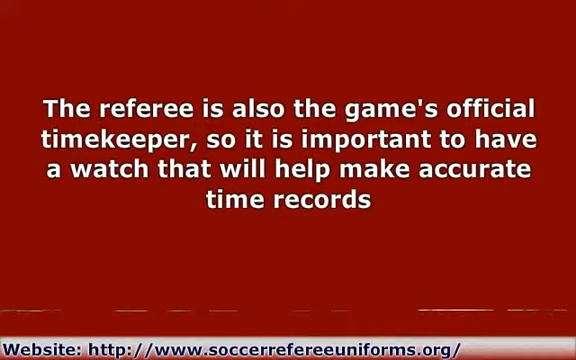 The referee is also the game's official
timekeeper, so it is important to have
a watch that will help make accurate
time records
Website: http://www.soccerrefereeuniforms.org/